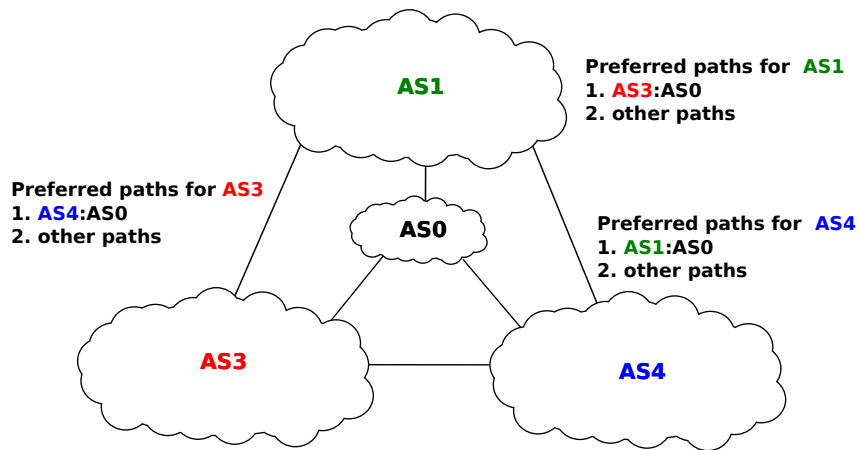 AS1
Preferred paths for AS1
1. AS3:AS0
2. other paths
Preferred paths for AS3
1. AS4:AS0
2. other paths
AS0
Preferred paths for AS4
1. AS1:AS0
2. other paths
AS3
AS4